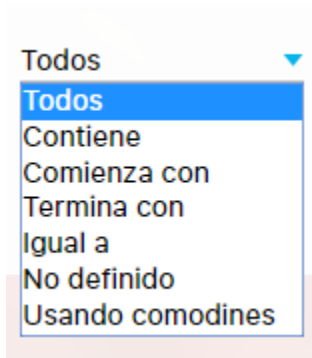 Todos
Todos
Contiene
Comienza con
Termina con
Igual a
No definido
Usando comodines